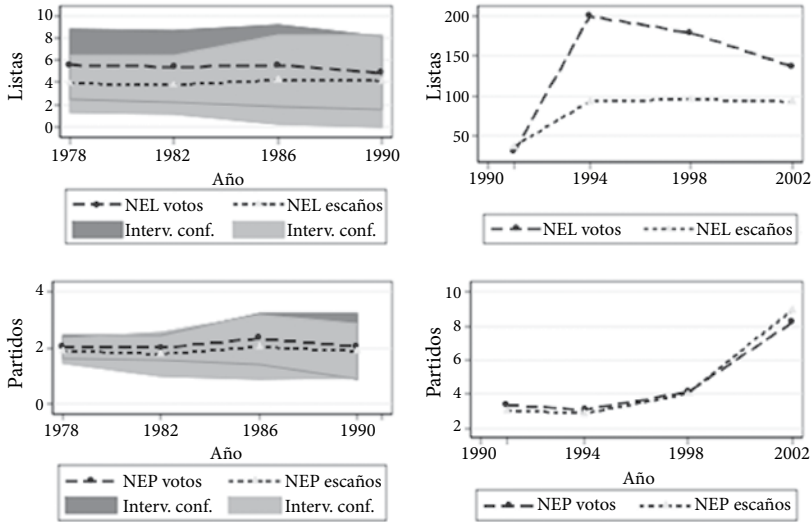 Listas
10
8
6
4
2
0
1978 1982 1986 1990
Año
NEL votos NEL escaños
Interv. conf. Interv. conf.
Listas
200
150
100
50
1990 1994 1998 2002
NEL votos NEL escaños
Partidos
4
2
0
1978 1982 1986 1990
Año
NEP votos NEP escaños
Interv. conf. Interv. conf.
Partidos
10
8
6
4
2
1990 1994 1998 2002
Año
NEP votos NEP escaños